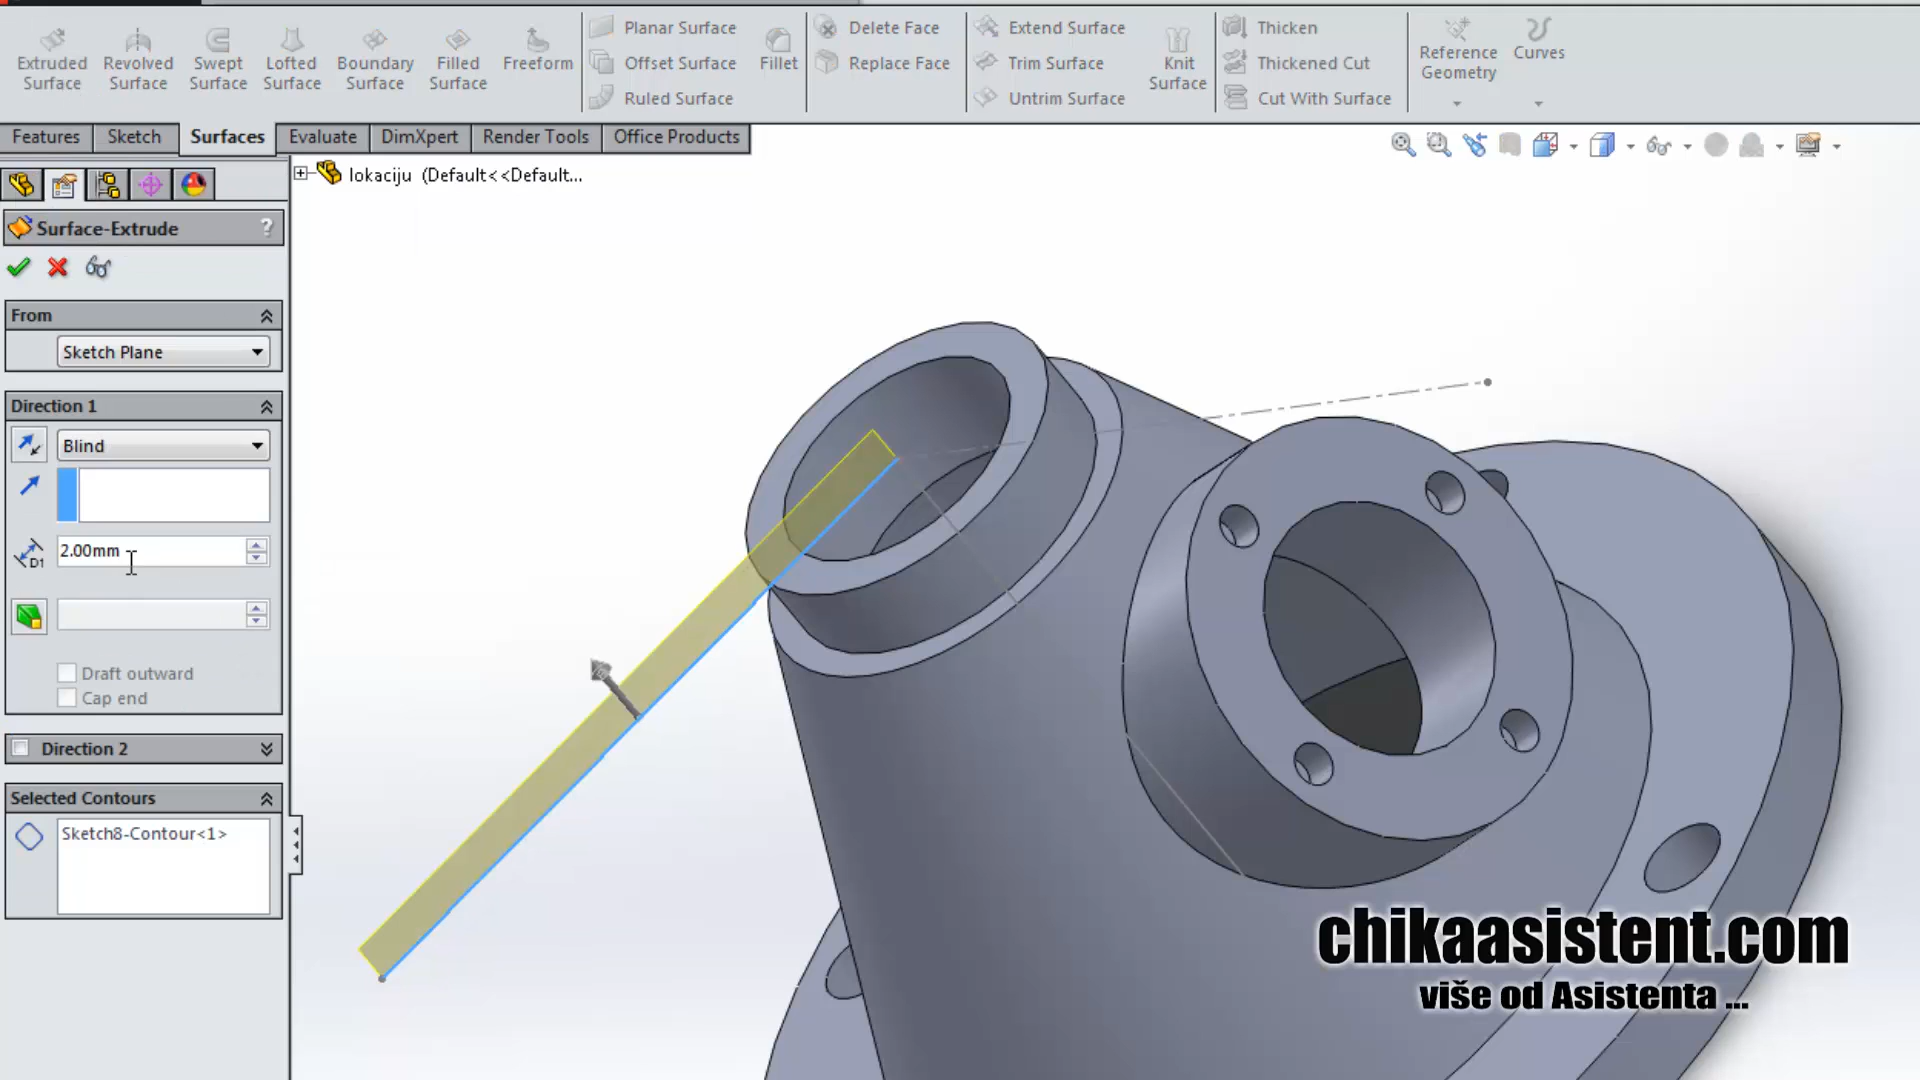 Extruded Surface
Revolved Surface
Swept Surface
Lofted Surface
Boundary Surface
Filled Surface
Freeform
Planar Surface
Offset Surface
Ruled Surface
Fillet
Delete Face
Replace Face
Extend Surface
Trim Surface
Untrim Surface
Knit Surface
Thicken
Thickened Cut
Cut With Surface
Reference Geometry
Curves
Features
Sketch
Surfaces
Evaluate
DimXpert
Render Tools
Office Products
lokaciju (Default<<Default...
Surface-Extrude
?
From
Sketch Plane
Direction 1
Blind
D1
2.00mm
Draft outward
Cap end
Direction 2
Selected Contours
Sketch8-Contour<1>
chikaasistent.com
više od Asistenta ...